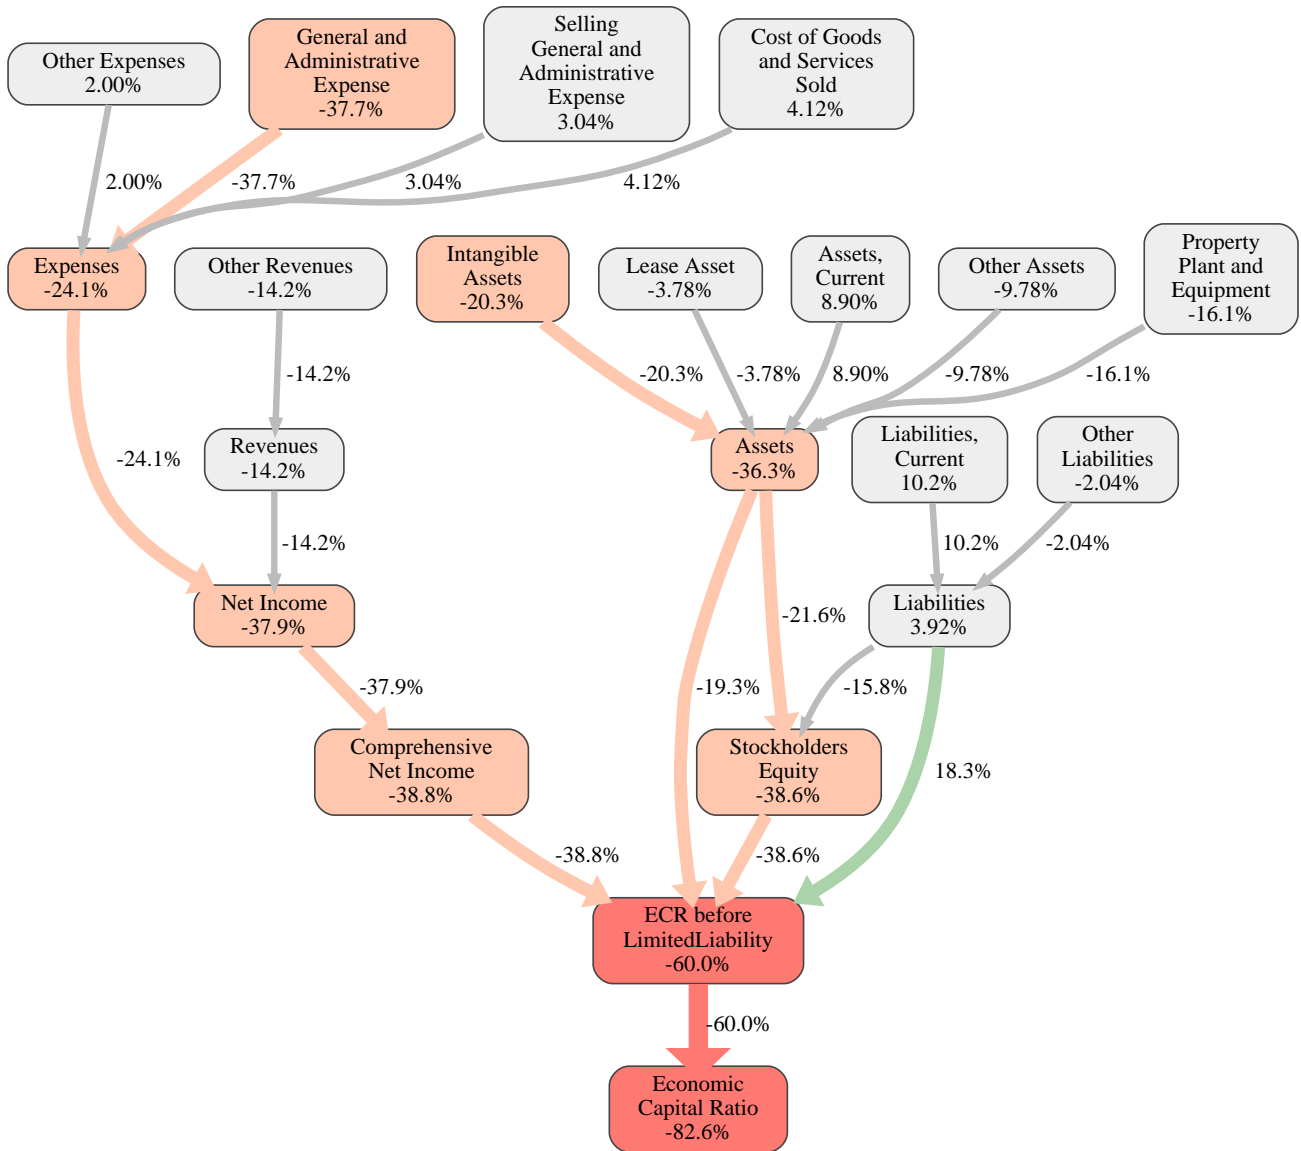 Other Expenses
2.00%
General and
Administrative
Expense
-37.7%
Selling
General and
Administrative
Expense
3.04%
Cost of Goods
and Services
Sold
4.12%
2.00%
-37.7%
3.04%
4.12%
Expenses
-24.1%
Other Revenues
-14.2%
Intangible
Assets
-20.3%
Lease Asset
-3.78%
Assets,
Current
8.90%
Other Assets
-9.78%
Property
Plant and
Equipment
-16.1%
-14.2%
-20.3%
-3.78%
8.90%
-9.78%
-16.1%
-24.1%
Revenues
-14.2%
Assets
-36.3%
Liabilities,
Current
10.2%
Other
Liabilities
-2.04%
-14.2%
10.2%
-2.04%
Net Income
-37.9%
-21.6%
Liabilities
3.92%
-37.9%
-19.3%
-15.8%
Comprehensive
Net Income
-38.8%
Stockholders
Equity
-38.6%
18.3%
-38.8%
-38.6%
ECR before
LimitedLiability
-60.0%
-60.0%
Economic
Capital Ratio
-82.6%